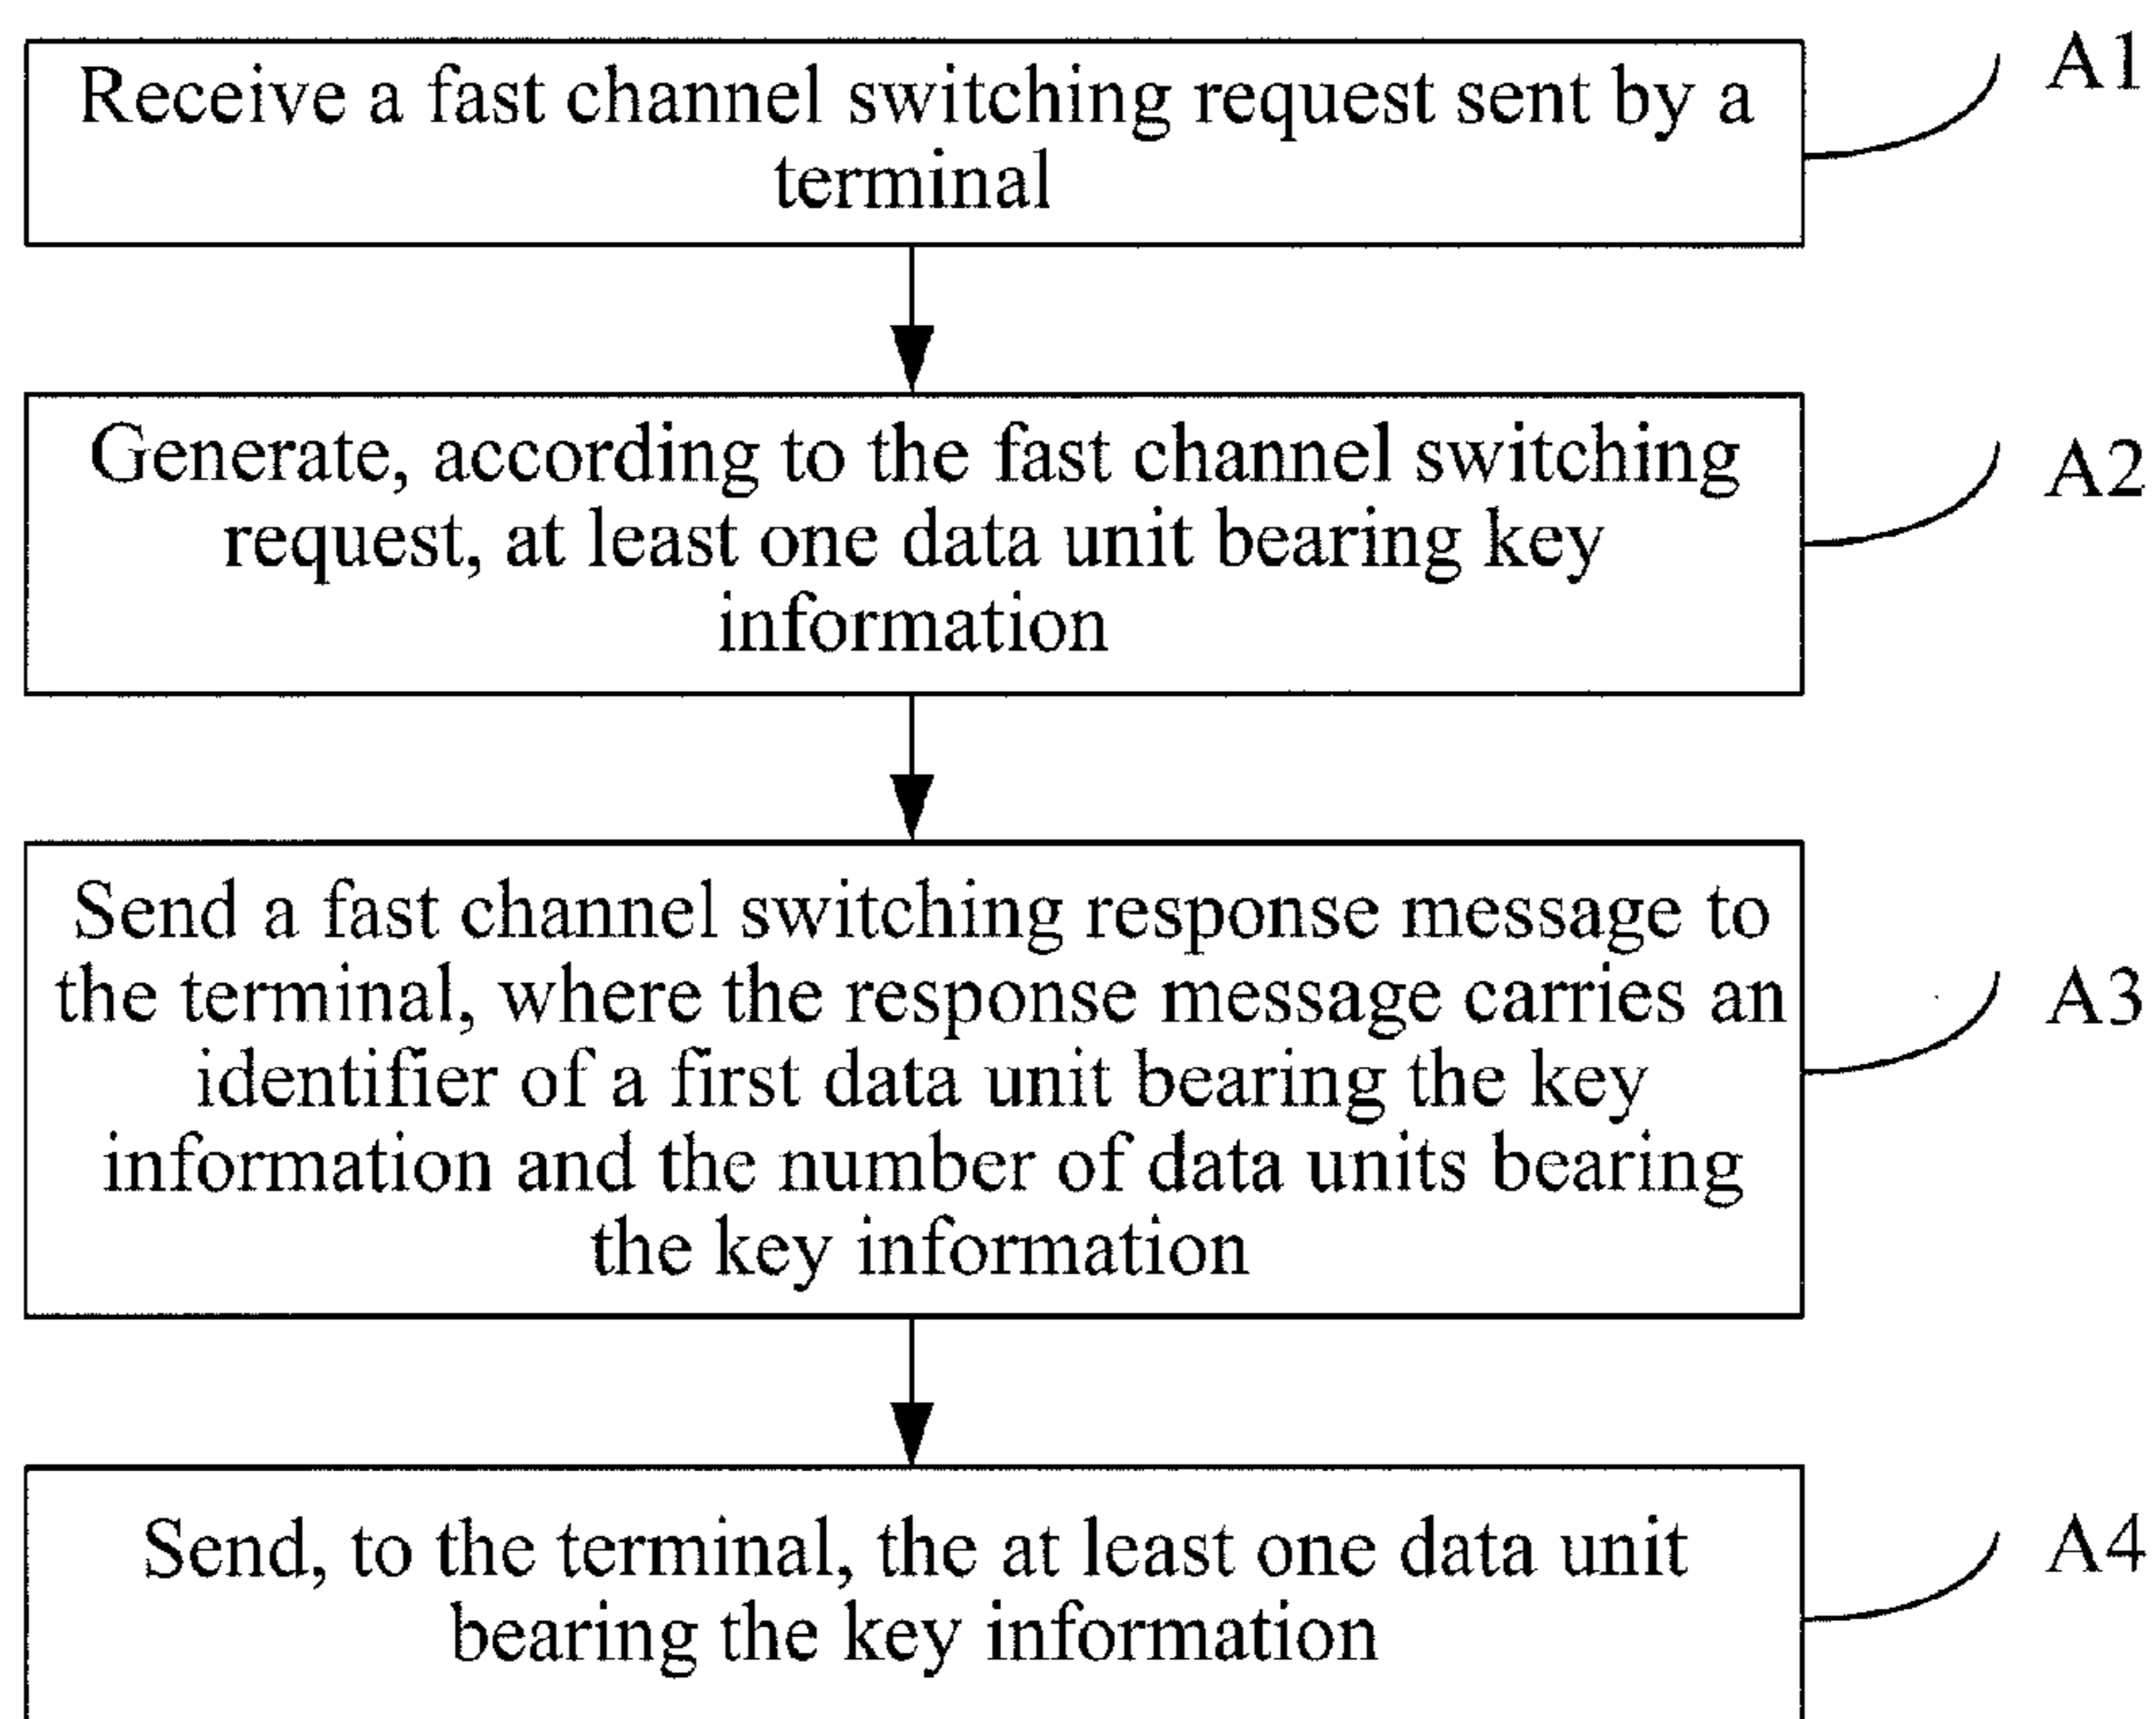 Receive a fast channel switching request sent by a
terminal
A1
Generate, according to the fast channel switching
request, at least one data unit bearing key
information
A2
Send a fast channel switching response message to
the terminal, where the response message carries an
identifier of a first data unit bearing the key
information and the number of data units bearing
the key information
A3
Send, to the terminal, the at least one data unit
bearing the key information
A4